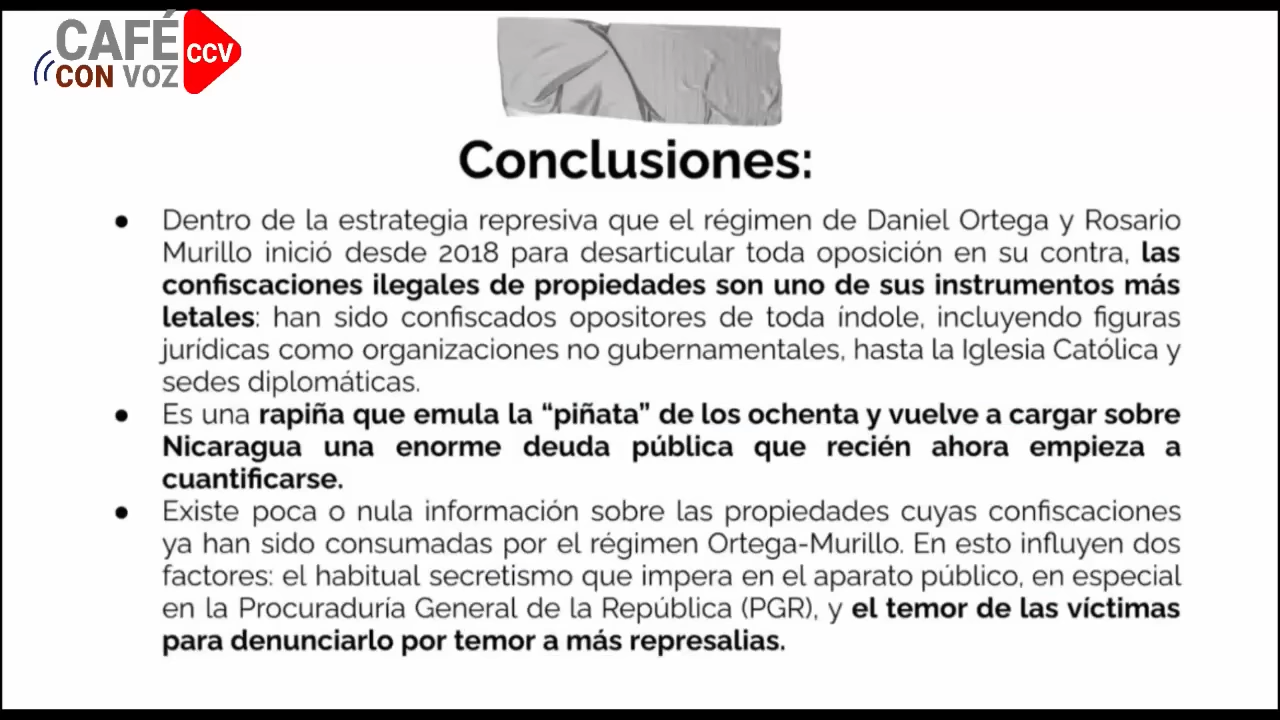 CAFÉ
CON VOZ
CCV
Conclusiones:
● Dentro de la estrategia represiva que el régimen de Daniel Ortega y Rosario
Murillo inició desde 2018 para desarticular toda oposición en su contra, las
confiscaciones ilegales de propiedades son uno de sus instrumentos más
letales: han sido confiscados opositores de toda índole, incluyendo figuras
jurídicas como organizaciones no gubernamentales, hasta la Iglesia Católica y
sedes diplomáticas.
● Es una rapiña que emula la “piñata” de los ochenta y vuelve a cargar sobre
Nicaragua una enorme deuda pública que recién ahora empieza a
cuantificarse.
● Existe poca o nula información sobre las propiedades cuyas confiscaciones
ya han sido consumadas por el régimen Ortega-Murillo. En esto influyen dos
factores: el habitual secretismo que impera en el aparato público, en especial
en la Procuraduría General de la República (PGR), y el temor de las víctimas
para denunciarlo por temor a más represalias.